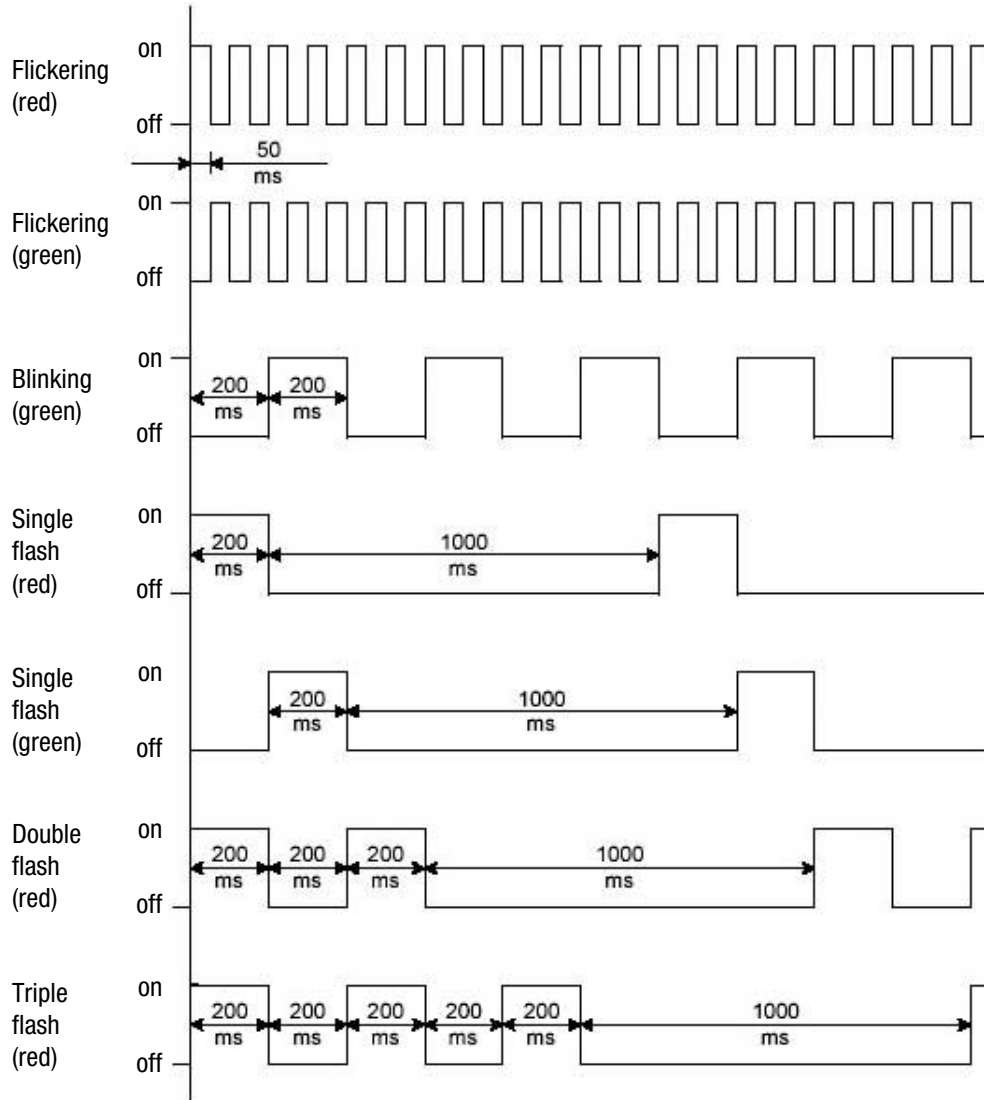 Flickering
(red)
on
off
50
ms
Flickering
(green)
on
off
Blinking
(green)
on
off
200
ms
200
ms
Single
flash
(red)
on
off
200
ms
1000
ms
Single
flash
(green)
on
off
200
ms
1000
ms
Double
flash
(red)
on
off
200
ms
200
ms
200
ms
1000
ms
Triple
flash
(red)
on
off
200
ms
200
ms
200
ms
200
ms
200
ms
1000
ms